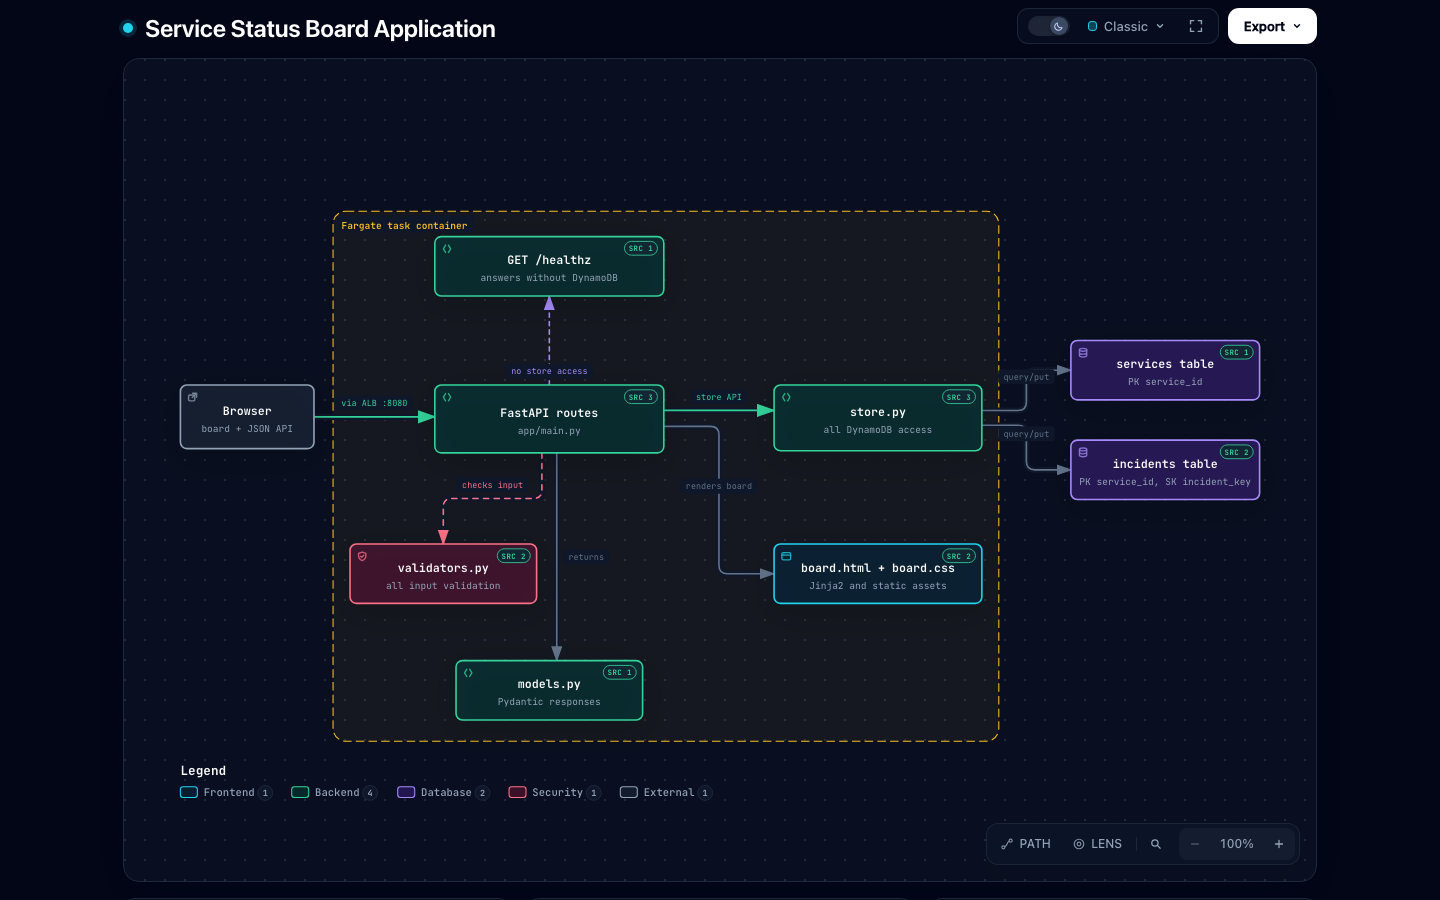 Service Status Board Application
Classic
Export
Fargate task container
SRC 1
GET /healthz
answers without DynamoDB
no store access
Browser
board + JSON API
via ALB :8080
SRC 3
FastAPI routes
app/main.py
store API
SRC 3
store.py
all DynamoDB access
query/put
SRC 1
services table
PK service_id
query/put
SRC 2
incidents table
PK service_id, SK incident_key
checks input
renders board
returns
SRC 2
validators.py
all input validation
SRC 2
board.html + board.css
Jinja2 and static assets
SRC 1
models.py
Pydantic responses
Legend
Frontend 1
Backend 4
Database 2
Security 1
External 1
PATH
LENS
− 100% +